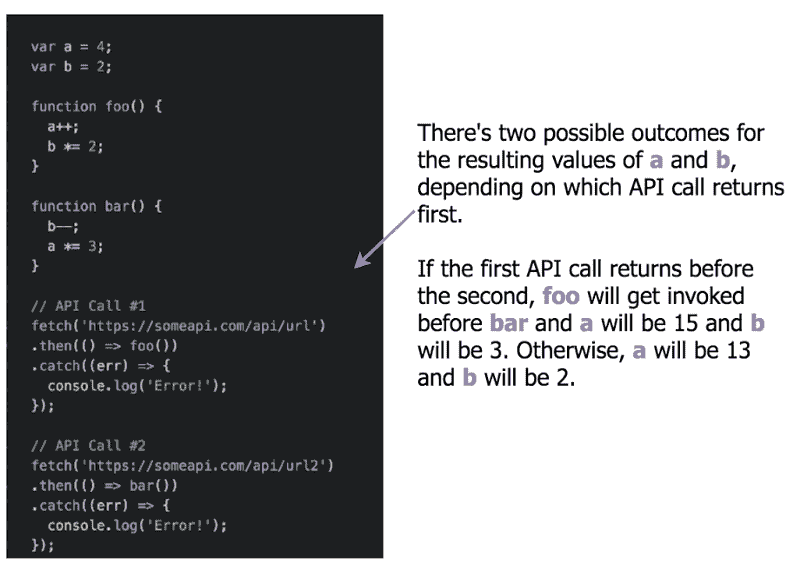 var a = 4;
var b = 2;
function foo() {
a++;
b *= 2;
}
function bar() {
b--;
a *= 3;
}
// API Call #1
fetch('https://someapi.com/api/url')
.then(() => foo())
.catch((err) => {
console.log('Error!');
});
// API Call #2
fetch('https://someapi.com/api/url2')
.then(() => bar())
.catch((err) => {
console.log('Error!');
});
There's two possible outcomes for
the resulting values of a and b,
depending on which API call returns
first.
If the first API call returns before
the second, foo will get invoked
before bar and a will be 15 and b
will be 3. Otherwise, a will be 13
and b will be 2.